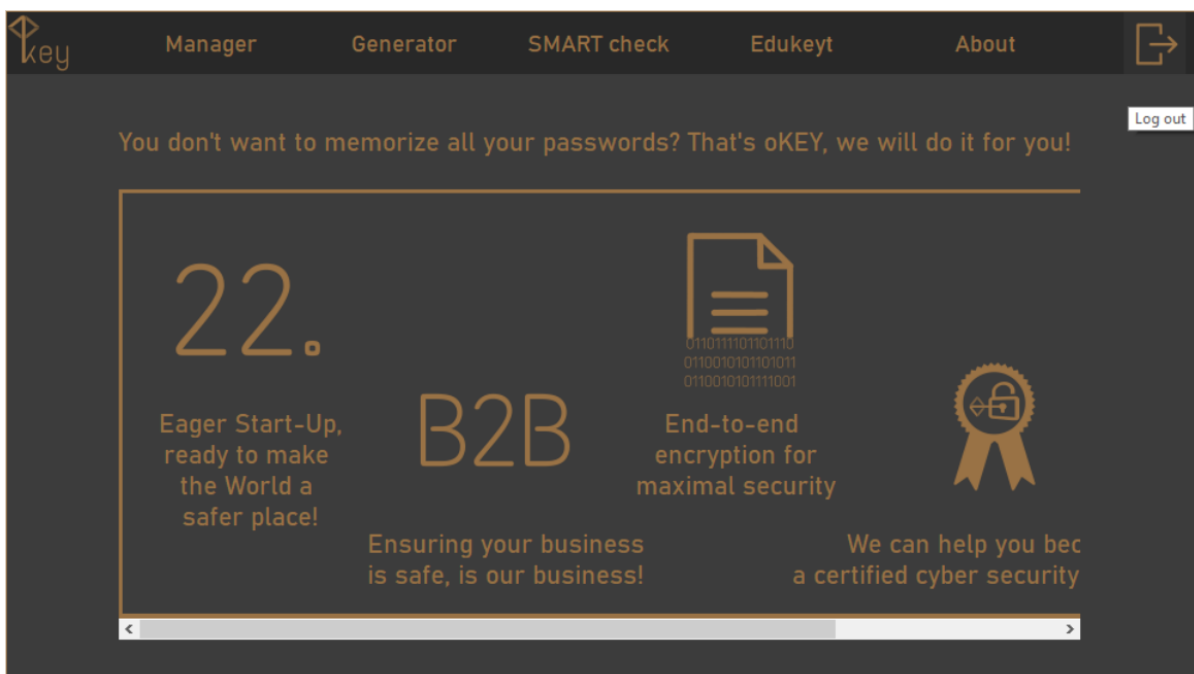 key
Manager
Generator
SMART check
Edukeyt
About
Log out
You don't want to memorize all your passwords? That's oKEY, we will do it for you!
22.
Eager Start-Up,
ready to make
the World a
safer place!
B2B
Ensuring your business
is safe, is our business!
0110111101101110
0110010101101011
0110010101111001
End-to-end
encryption for
maximal security
We can help you bec
a certified cyber security